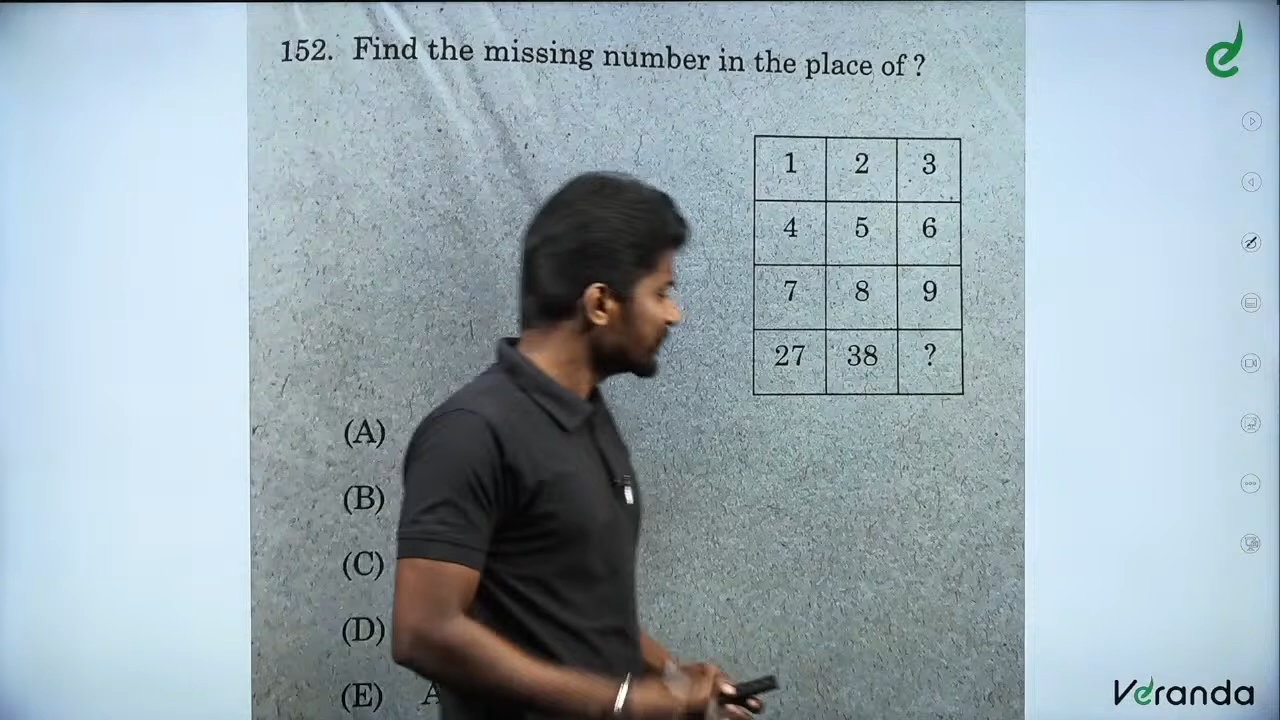 152. Find the missing number in the place of ?
1 2 3
4 5 6
7 8 9
27 38 ?
(A)
(B)
(C)
(D)
(E) A
Veranda